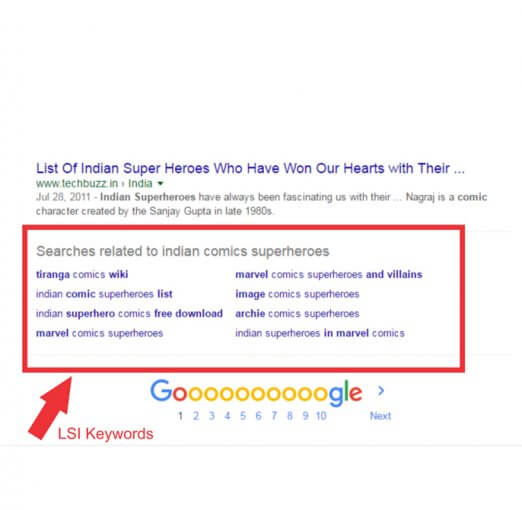 List Of Indian Super Heroes Who Have Won Our Hearts with Their ...
www.techbuzz.in › India ▼
Jul 28, 2011 - Indian Superheroes have always been fascinating us with their ... Nagraj is a comic
character created by the Sanjay Gupta in late 1980s.
Searches related to indian comics superheroes
tiranga comics wiki
indian comic superheroes list
indian superhero comics free download
marvel comics superheroes
marvel comics superheroes and villains
image comics superheroes
archie comics superheroes
indian superheroes in marvel comics
Goooooooooogle >
1 2 3 4 5 6 7 8 9 10 Next
LSI Keywords